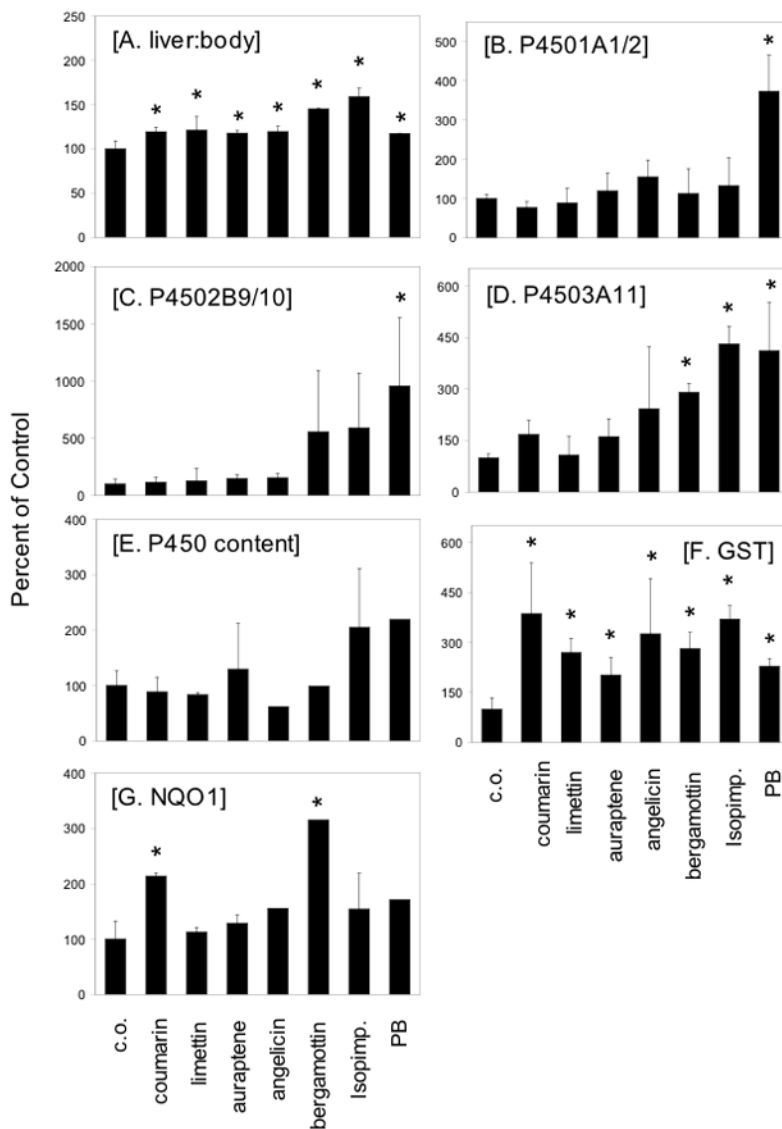 Percent of Control
[A. liver:body]
250
200
150
100
50
0
* * * * * * *
[B. P4501A1/2]
500
400
300
200
100
0
*
[C. P4502B9/10]
2000
1500
1000
500
0
*
[D. P4503A11]
600
450
300
150
0
* * *
[E. P450 content]
400
300
200
100
0
[F. GST]
600
450
300
150
0
* * * * * * *
c.o.
coumarin
limettin
auraptene
angelicin
bergamottin
Isopimp.
PB
[G. NQO1]
400
300
200
100
0
* *
c.o.
coumarin
limettin
auraptene
angelicin
bergamottin
Isopimp.
PB